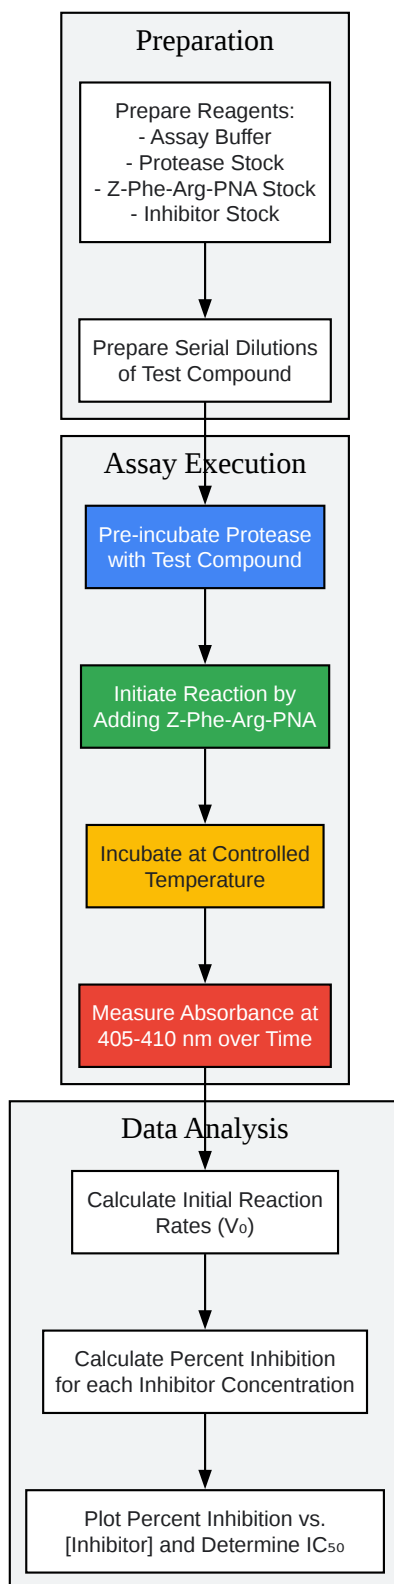 Preparation
Prepare Reagents:
- Assay Buffer
- Protease Stock
- Z-Phe-Arg-PNA Stock
- Inhibitor Stock
Prepare Serial Dilutions
of Test Compound
Assay Execution
Pre-incubate Protease
with Test Compound
Initiate Reaction by
Adding Z-Phe-Arg-PNA
Incubate at Controlled
Temperature
Measure Absorbance at
405-410 nm over Time
Data Analysis
Calculate Initial Reaction
Rates (V₀)
Calculate Percent Inhibition
for each Inhibitor Concentration
Plot Percent Inhibition vs.
[Inhibitor] and Determine IC₅₀